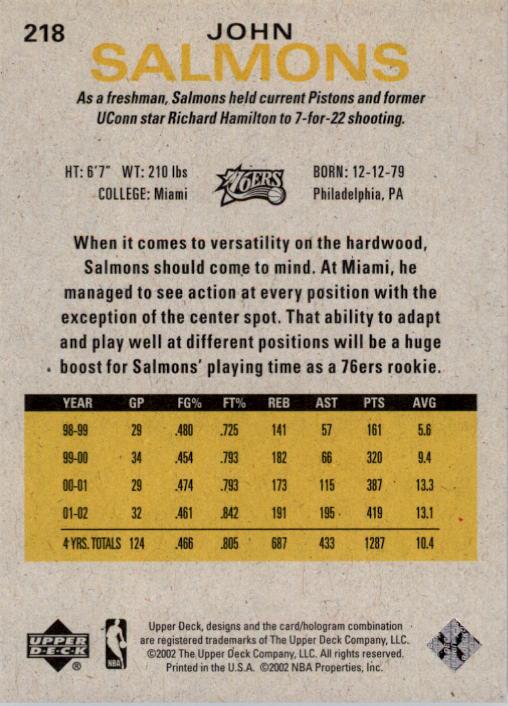 218
JOHN
SALMONS
As a freshman, Salmons held current Pistons and former
UConn star Richard Hamilton to 7-for-22 shooting.
HT: 6'7" WT: 210 lbs
COLLEGE: Miami
76ERS
BORN: 12-12-79
Philadelphia, PA
When it comes to versatility on the hardwood,
Salmons should come to mind. At Miami, he
managed to see action at every position with the
exception of the center spot. That ability to adapt
and play well at different positions will be a huge
boost for Salmons' playing time as a 76ers rookie.
YEAR GP FG% FT% REB AST PTS AVG
98-99 29 .480 .725 141 57 161 5.6
99-00 34 .454 .793 182 66 320 9.4
00-01 29 .474 .793 173 115 387 13.3
01-02 32 .461 .842 191 195 419 13.1
4 YRS. TOTALS 124 .466 .805 687 433 1287 10.4
UPPER
D·E·C·K
®
NBA
Upper Deck, designs and the card/hologram combination
are registered trademarks of The Upper Deck Company, LLC.
©2002 The Upper Deck Company, LLC. All rights reserved.
Printed in the U.S.A. ©2002 NBA Properties, Inc.